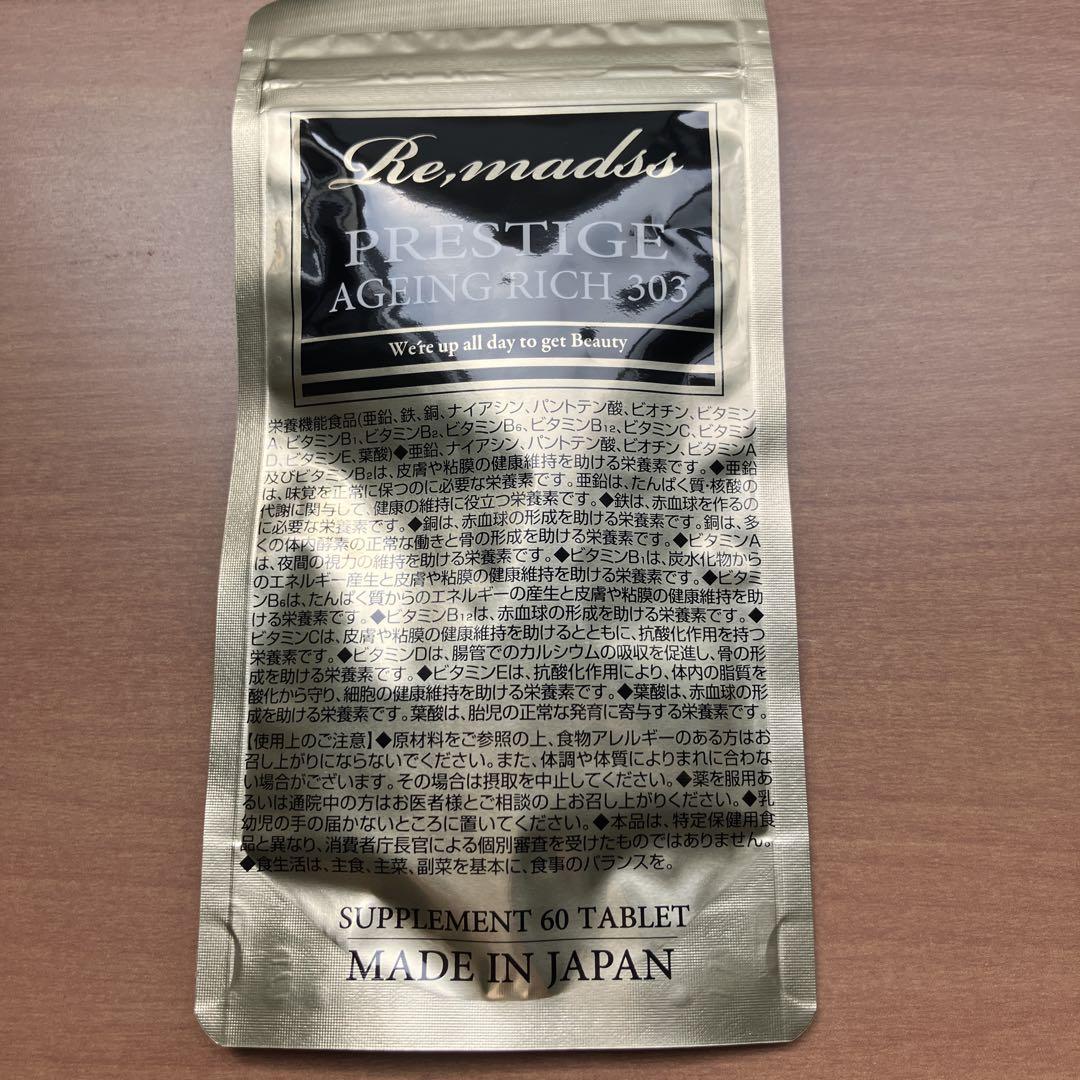 Re,madss
PRESTIGE
AGEING RICH 303
We're up all day to get Beauty
栄養機能食品(亜鉛、鉄、銅、ナイアシン、パントテン酸、ビオチン、ビタミン
A、ビタミンB1、ビタミンB2、ビタミンB6、ビタミンB12、ビタミンC、ビタミン
D、ビタミンE、葉酸)◆亜鉛、ナイアシン、パントテン酸、ビオチン、ビタミンA
及びビタミンB2は、皮膚や粘膜の健康維持を助ける栄養素です。◆亜鉛
は、味覚を正常に保つのに必要な栄養素です。亜鉛は、たんぱく質・核酸の
代謝に関与して、健康の維持に役立つ栄養素です。◆鉄は、赤血球を作るの
に必要な栄養素です。◆銅は、赤血球の形成を助ける栄養素です。銅は、多
くの体内酵素の正常な働きと骨の形成を助ける栄養素です。◆ビタミンA
は、夜間の視力の維持を助ける栄養素です。◆ビタミンB1は、炭水化物から
のエネルギー産生と皮膚や粘膜の健康維持を助ける栄養素です。◆ビタミ
ンB6は、たんぱく質からのエネルギーの産生と皮膚や粘膜の健康維持を助
ける栄養素です。◆ビタミンB12は、赤血球の形成を助ける栄養素です。◆
ビタミンCは、皮膚や粘膜の健康維持を助けるとともに、抗酸化作用を持つ
栄養素です。◆ビタミンDは、腸管でのカルシウムの吸収を促進し、骨の形
成を助ける栄養素です。◆ビタミンEは、抗酸化作用により、体内の脂質を
酸化から守り、細胞の健康維持を助ける栄養素です。◆葉酸は、赤血球の形
成を助ける栄養素です。葉酸は、胎児の正常な発育に寄与する栄養素です。
【使用上のご注意】◆原材料をご参照の上、食物アレルギーのある方はお
召し上がりにならないでください。また、体調や体質によりまれに合わな
い場合がございます。その場合は摂取を中止してください。◆薬を服用あ
るいは通院中の方はお医者様とご相談の上お召し上がりください。◆乳
幼児の手の届かないところに置いてください。◆本品は、特定保健用食
品と異なり、消費者庁長官による個別審査を受けたものではありません。
◆食生活は、主食、主菜、副菜を基本に、食事のバランスを。
SUPPLEMENT 60 TABLET
MADE IN JAPAN